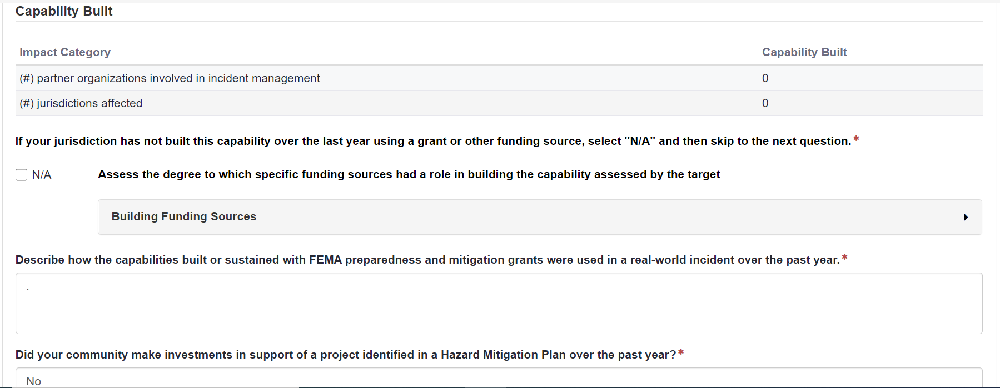 Capability Built
Impact Category Capability Built
(#) partner organizations involved in incident management 0
(#) jurisdictions affected 0
If your jurisdiction has not built this capability over the last year using a grant or other funding source, select "N/A" and then skip to the next question. *
N/A Assess the degree to which specific funding sources had a role in building the capability assessed by the target
Building Funding Sources
Describe how the capabilities built or sustained with FEMA preparedness and mitigation grants were used in a real-world incident over the past year. *
.
Did your community make investments in support of a project identified in a Hazard Mitigation Plan over the past year? *
No